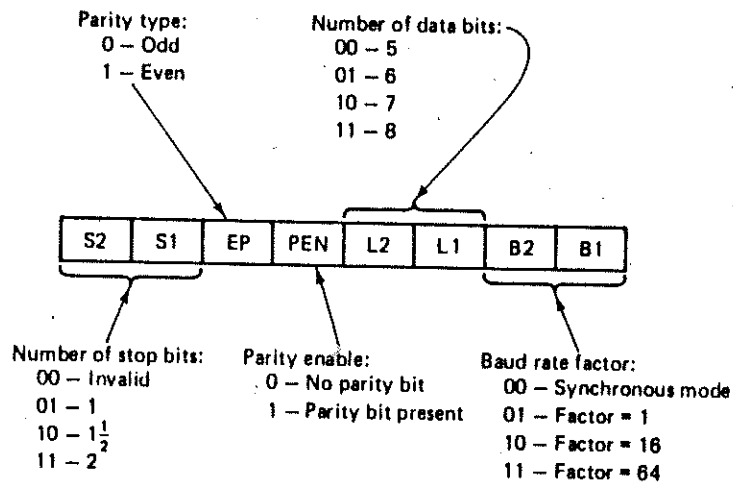 Parity type:
0 – Odd
1 – Even
Number of data bits:
00 – 5
01 – 6
10 – 7
11 – 8
S2 S1 EP PEN L2 L1 B2 B1
Number of stop bits:
00 – Invalid
01 – 1
10 – 1½
11 – 2
Parity enable:
0 – No parity bit
1 – Parity bit present
Baud rate factor:
00 – Synchronous mode
01 – Factor = 1
10 – Factor = 16
11 – Factor = 64